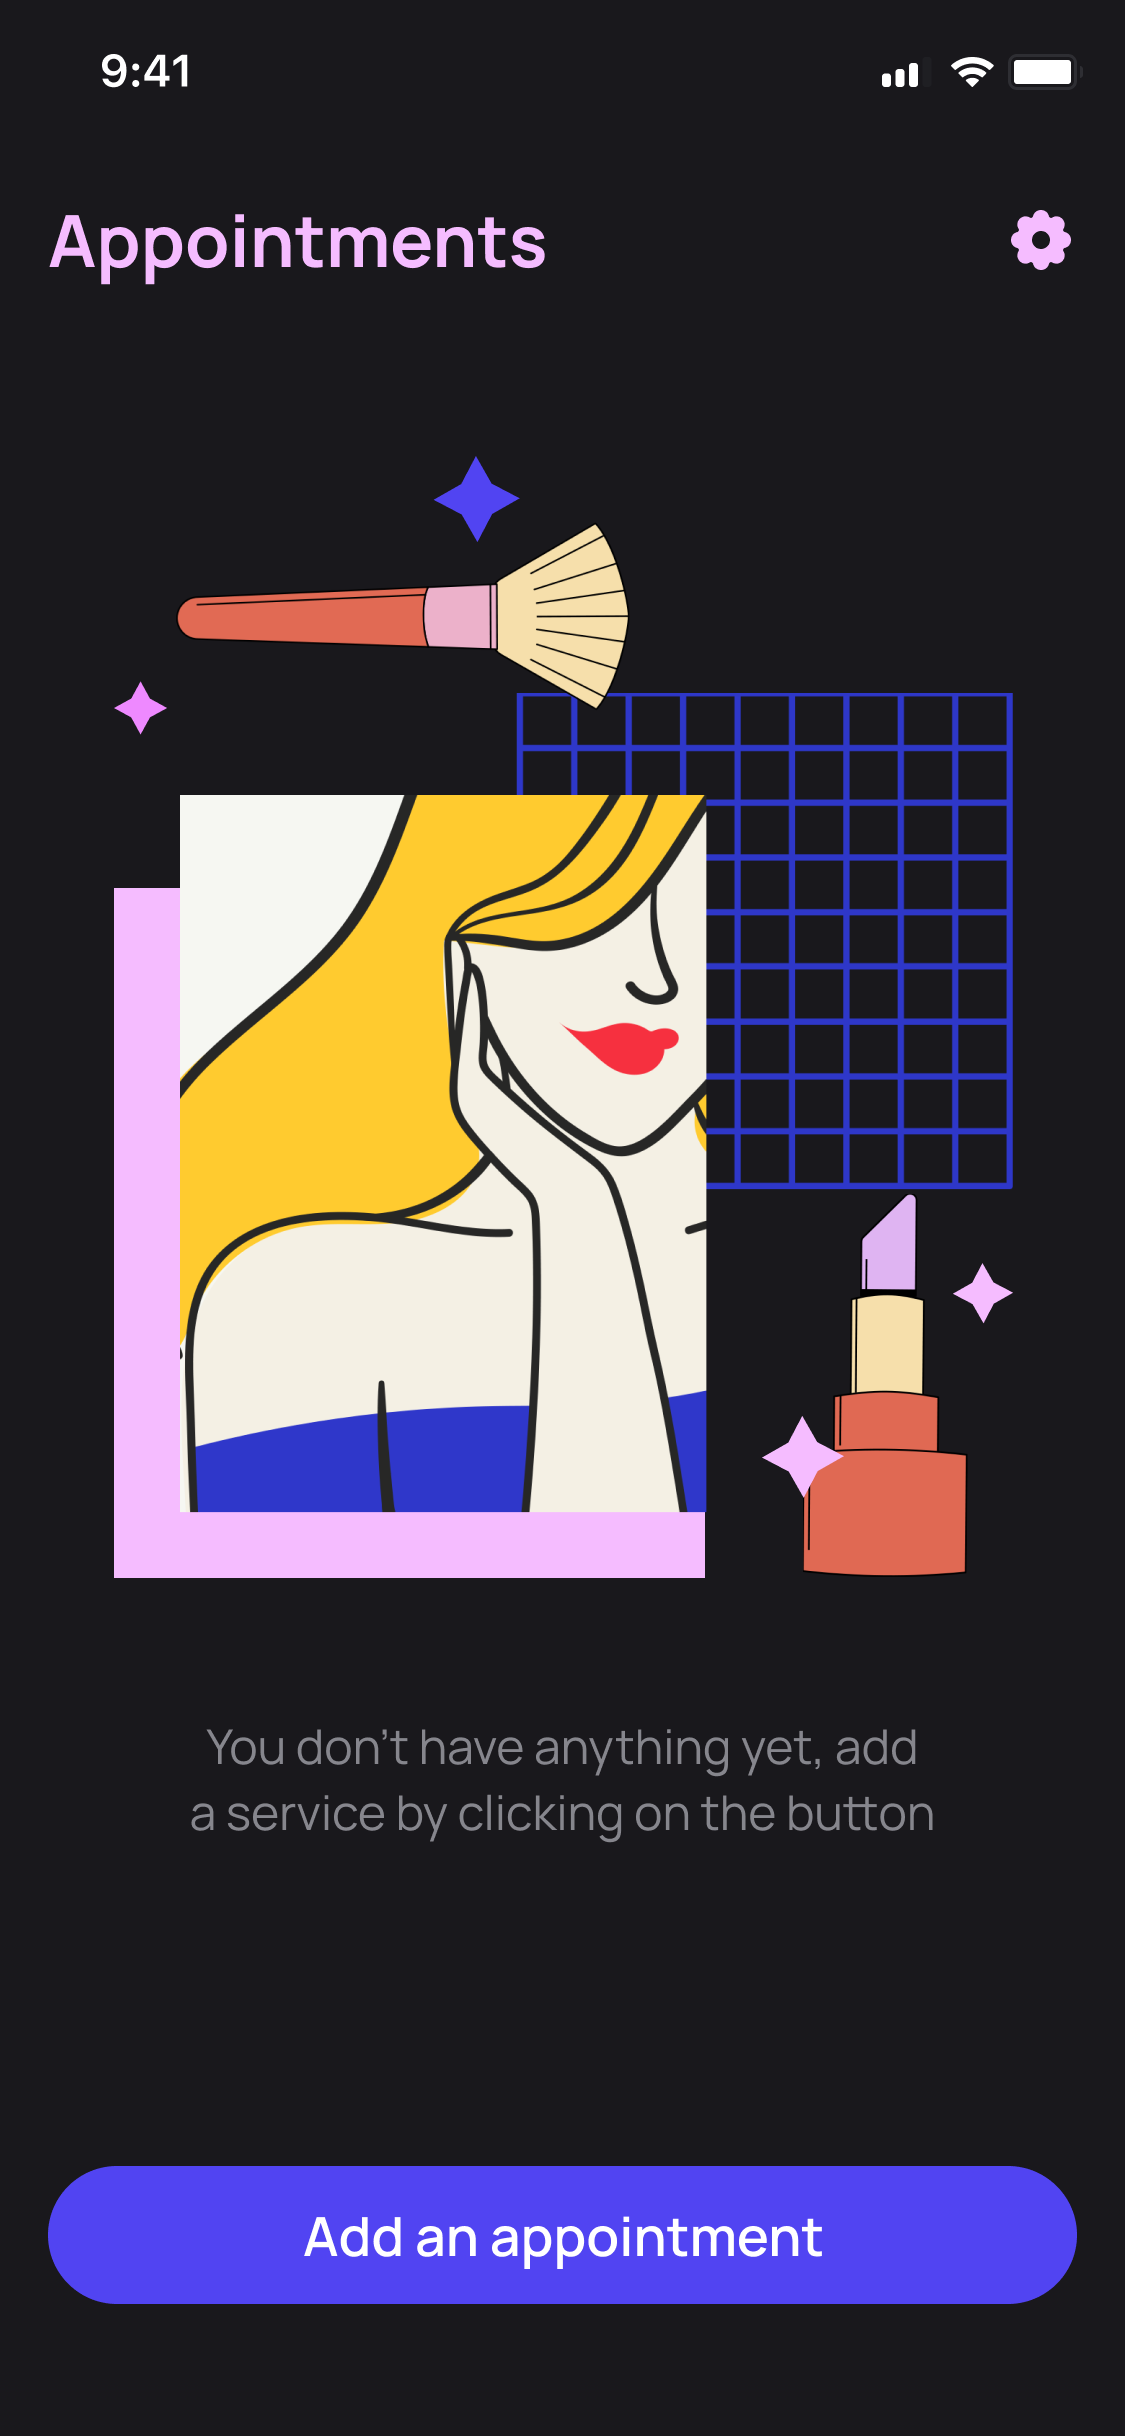 9:41
Appointments
You don’t have anything yet, add
a service by clicking on the button
Add an appointment